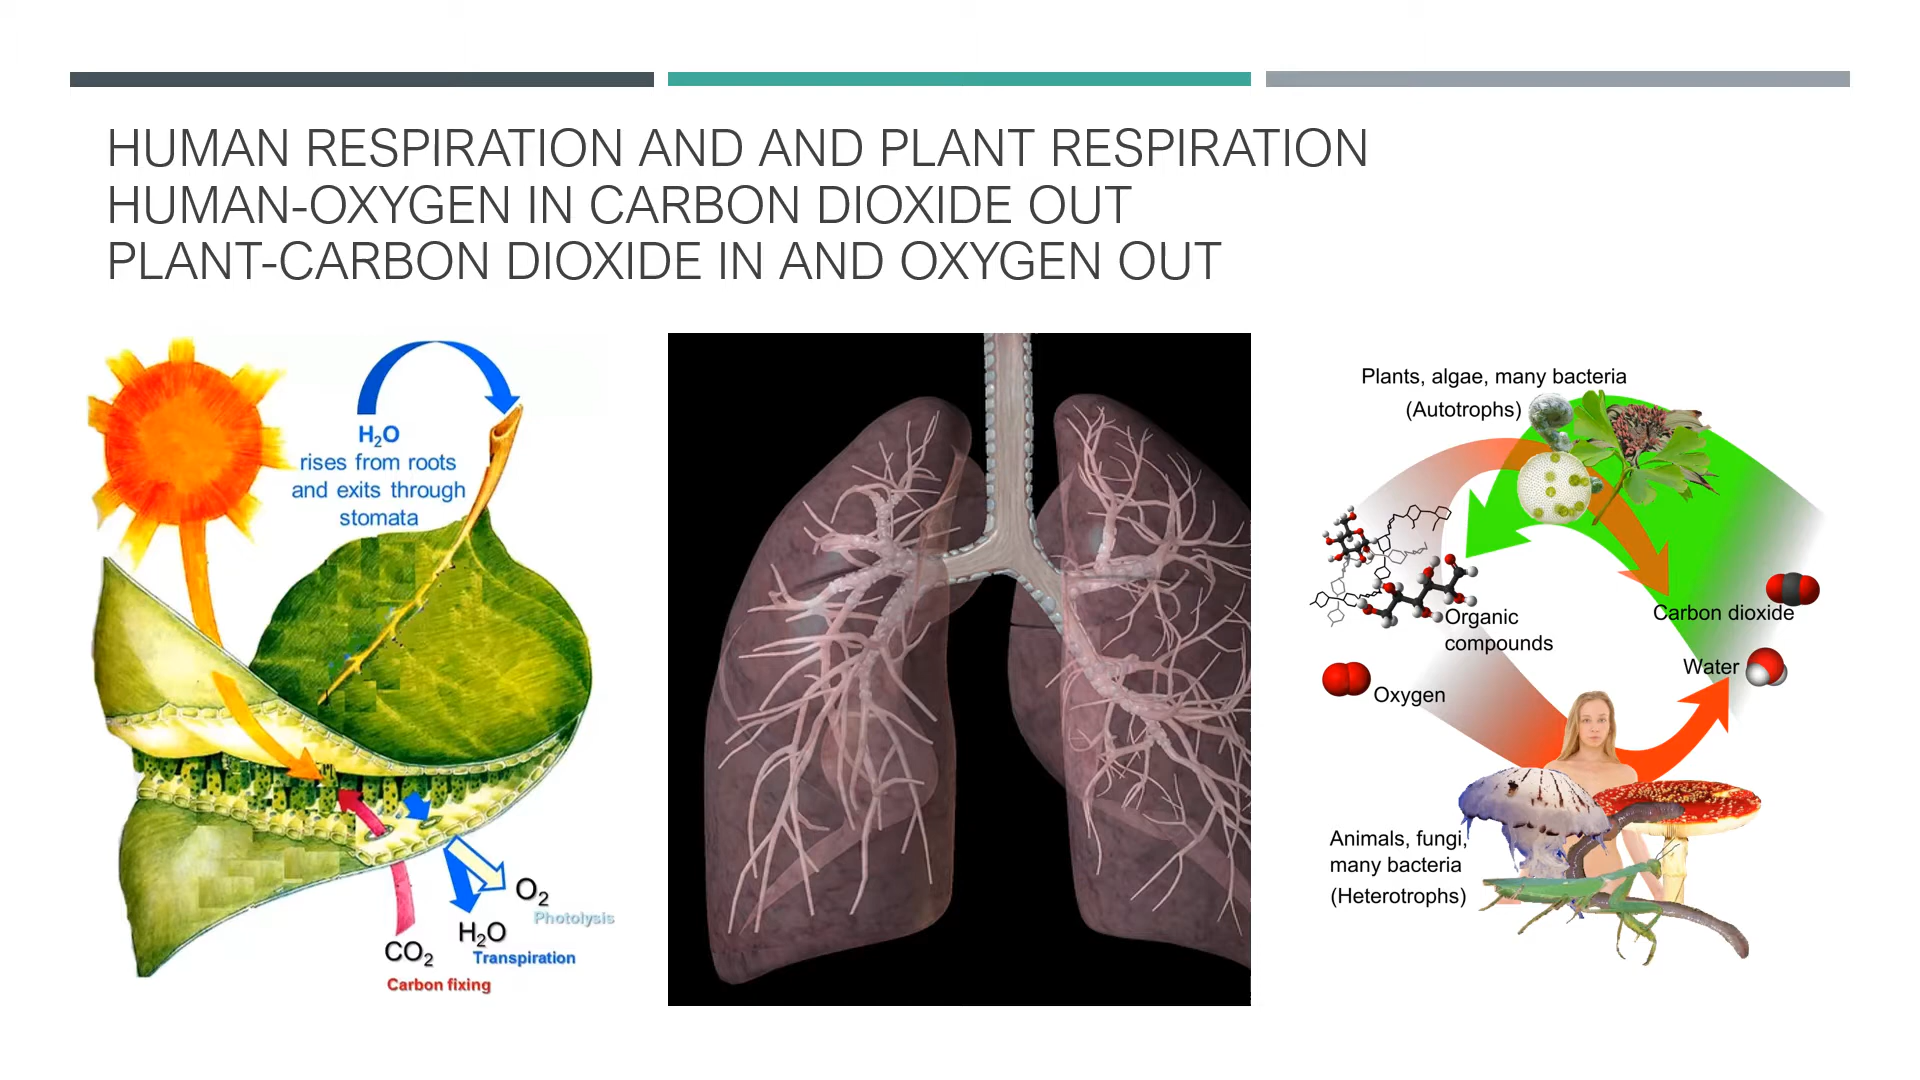 HUMAN RESPIRATION AND AND PLANT RESPIRATION
HUMAN-OXYGEN IN CARBON DIOXIDE OUT
PLANT-CARBON DIOXIDE IN AND OXYGEN OUT
H₂O
rises from roots
and exits through
stomata
O₂
Photolysis
H₂O
Transpiration
CO₂
Carbon fixing
Plants, algae, many bacteria
(Autotrophs)
Organic
compounds
Carbon dioxide
Water
Oxygen
Animals, fungi,
many bacteria
(Heterotrophs)